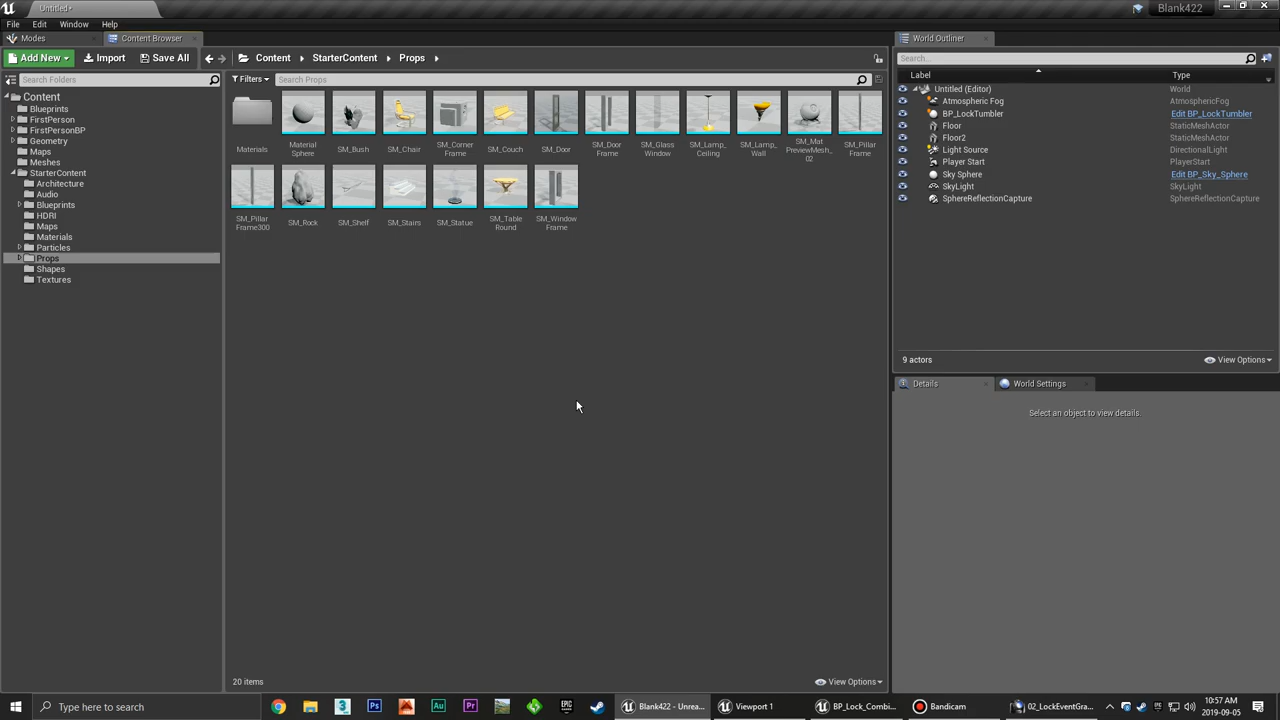 Untitled*
Blank422
File Edit Window Help
Modes Content Browser World Outliner
Add New Import Save All Content StarterContent Props
Search...
Search Folders Filters Search Props
Label Type
Content
Blueprints
FirstPerson
FirstPersonBP
Geometry
Maps
Meshes
StarterContent
Architecture
Audio
Blueprints
HDRI
Maps
Materials
Particles
Props
Shapes
Textures
Materials
Material Sphere
SM_Bush
SM_Chair
SM_Corner Frame
SM_Couch
SM_Door
SM_Door Frame
SM_Glass Window
SM_Lamp_ Ceiling
SM_Lamp_ Wall
SM_Mat PreviewMesh_ 02
SM_Pillar Frame
SM_Pillar Frame300
SM_Rock
SM_Shelf
SM_Stairs
SM_Statue
SM_Table Round
SM_Window Frame
20 items View Options
Untitled (Editor) World
Atmospheric Fog AtmosphericFog
BP_LockTumbler Edit BP_LockTumbler
Floor StaticMeshActor
Floor2 StaticMeshActor
Light Source DirectionalLight
Player Start PlayerStart
Sky Sphere Edit BP_Sky_Sphere
SkyLight SkyLight
SphereReflectionCapture SphereReflectionCapture
9 actors View Options
Details World Settings
Select an object to view details.
Type here to search
Ps Au Pr
EPIC GAMES
Blank422 - Unrea...
Viewport 1
BP_Lock_Combi...
Bandicam
02_LockEventGra...
10:57 AM
2019-09-05